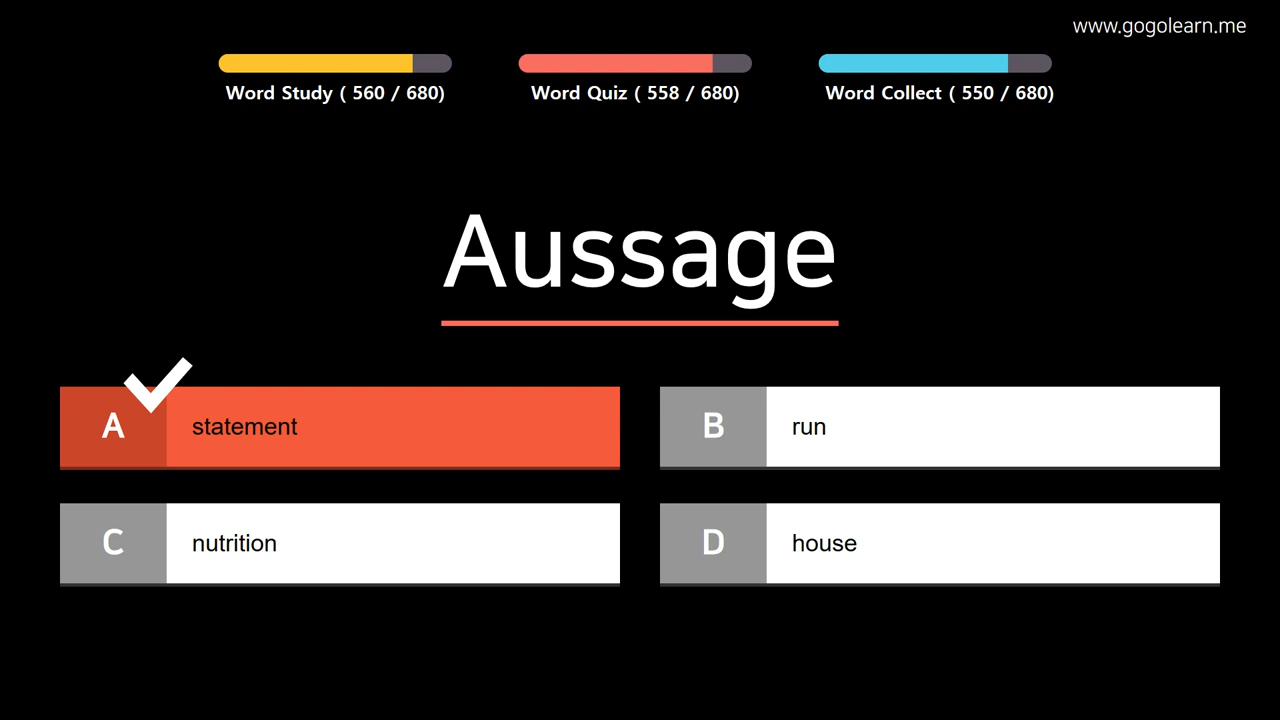 www.gogolearn.me
Word Study ( 560 / 680)
Word Quiz ( 558 / 680)
Word Collect ( 550 / 680)
Aussage
A statement
B run
C nutrition
D house